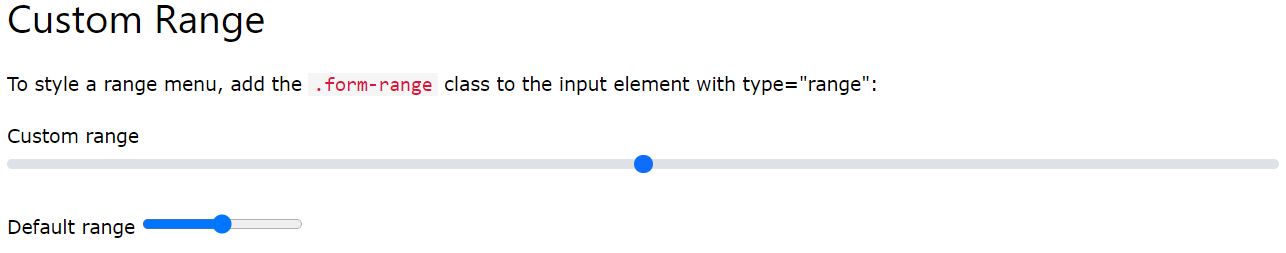 Custom Range
To style a range menu, add the .form-range class to the input element with type="range":
Custom range
Default range